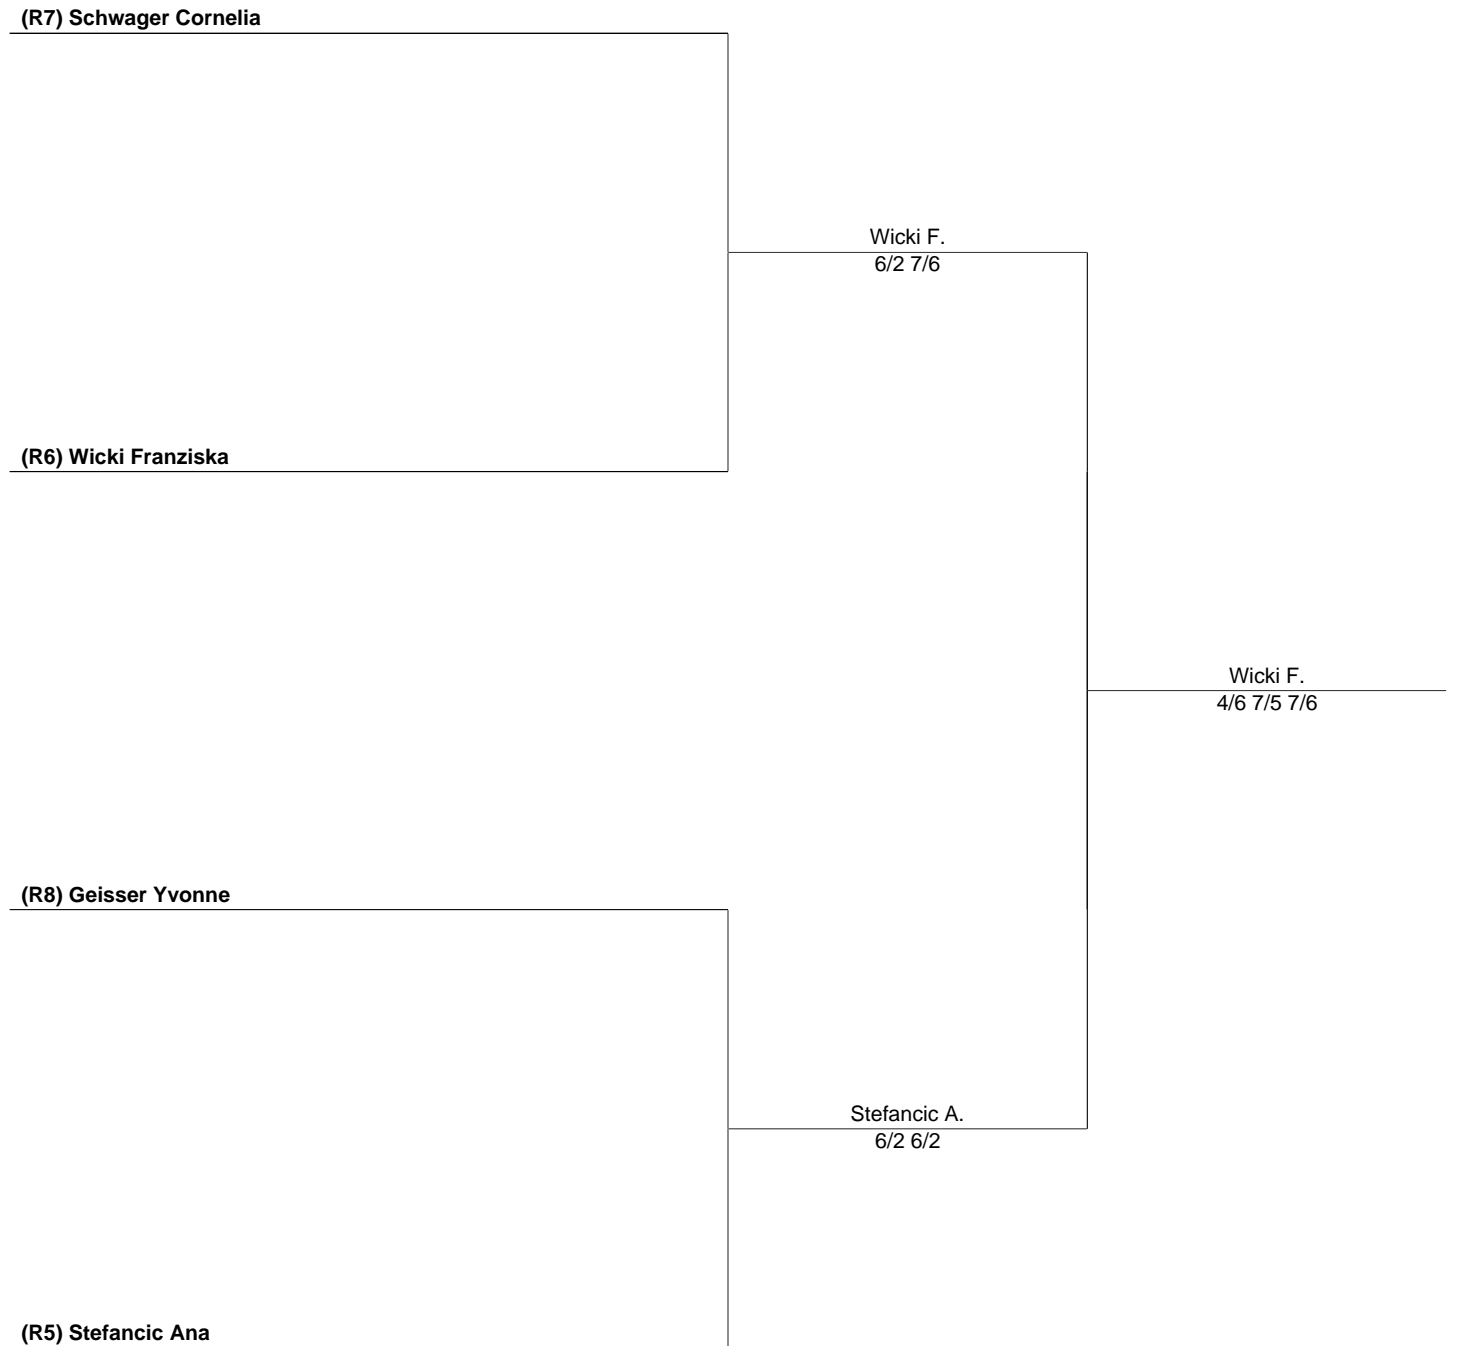 (R7) Schwager Cornelia
Wicki F.
6/2 7/6
(R6) Wicki Franziska
Wicki F.
4/6 7/5 7/6
(R8) Geisser Yvonne
Stefancic A.
6/2 6/2
(R5) Stefancic Ana